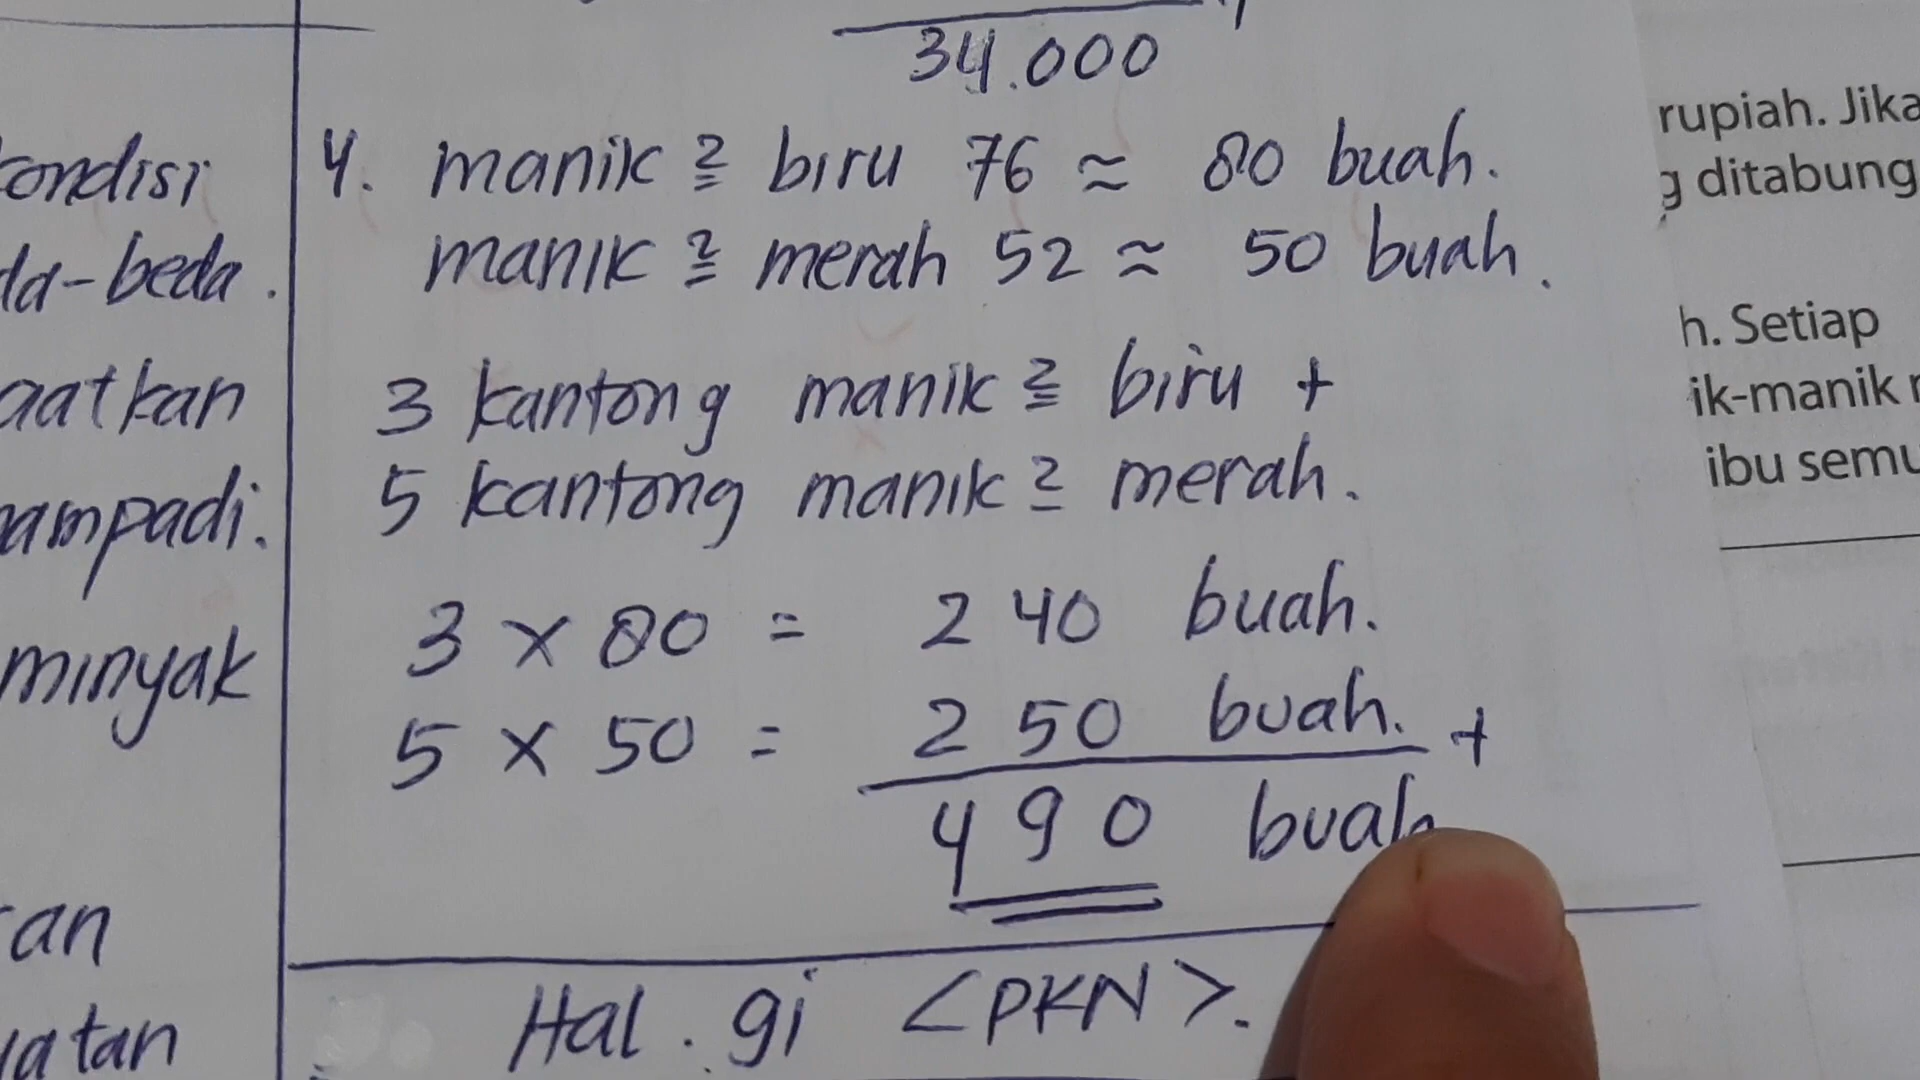 34.000
ondisi
da-beda.
aatkan
ampadi.
minyak
an
atan
4. manik² biru 76 ≈ 80 buah.
manik² merah 52 ≈ 50 buah.
3 kantong manik² biru +
5 kantong manik² merah.
3 x 80 = 240 buah.
5 x 50 = 250 buah. +
490 buah
Hal. 91 <PKN>.
rupiah. Jika
g ditabung
h. Setiap
ik-manik
ibu semu